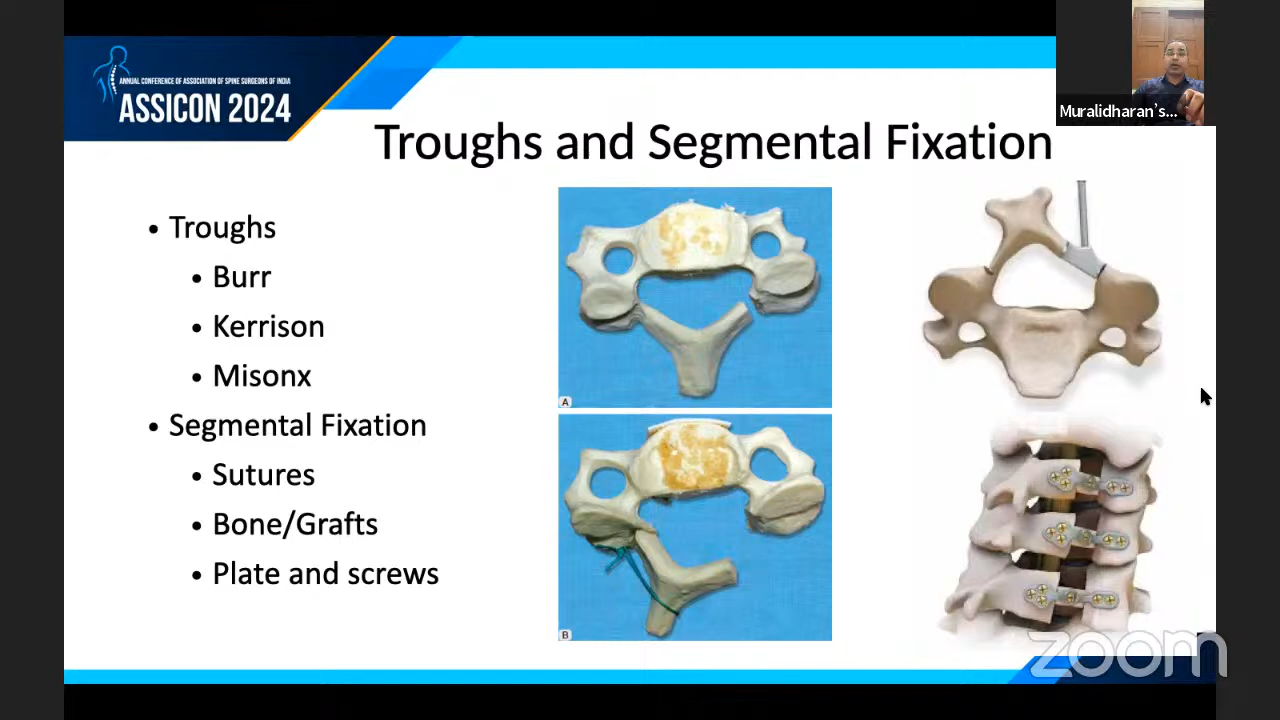 ANNUAL CONFERENCE OF ASSOCIATION OF SPINE SURGEONS OF INDIA
ASSICON 2024
Muralidharan's...
Troughs and Segmental Fixation
• Troughs
• Burr
• Kerrison
• Misonx
• Segmental Fixation
• Sutures
• Bone/Grafts
• Plate and screws
A
B
zoom